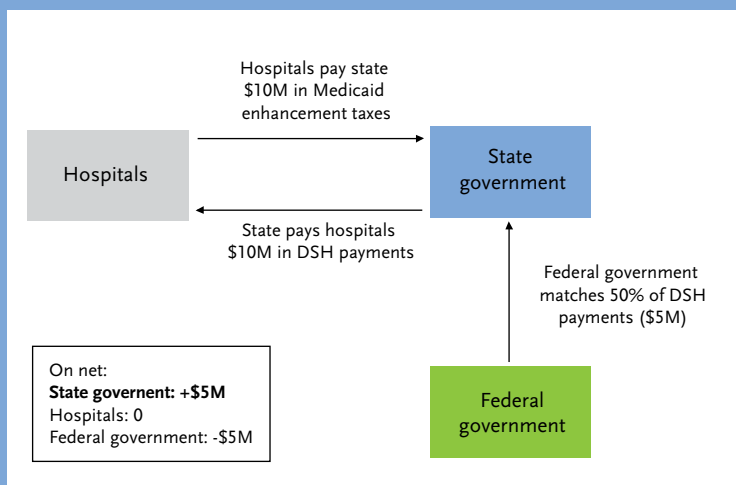 Hospitals pay state
$10M in Medicaid
enhancement taxes
Hospitals
State
government
State pays hospitals
$10M in DSH payments
Federal government
matches 50% of DSH
payments ($5M)
On net:
State governent: +$5M
Hospitals: 0
Federal government: -$5M
Federal
government